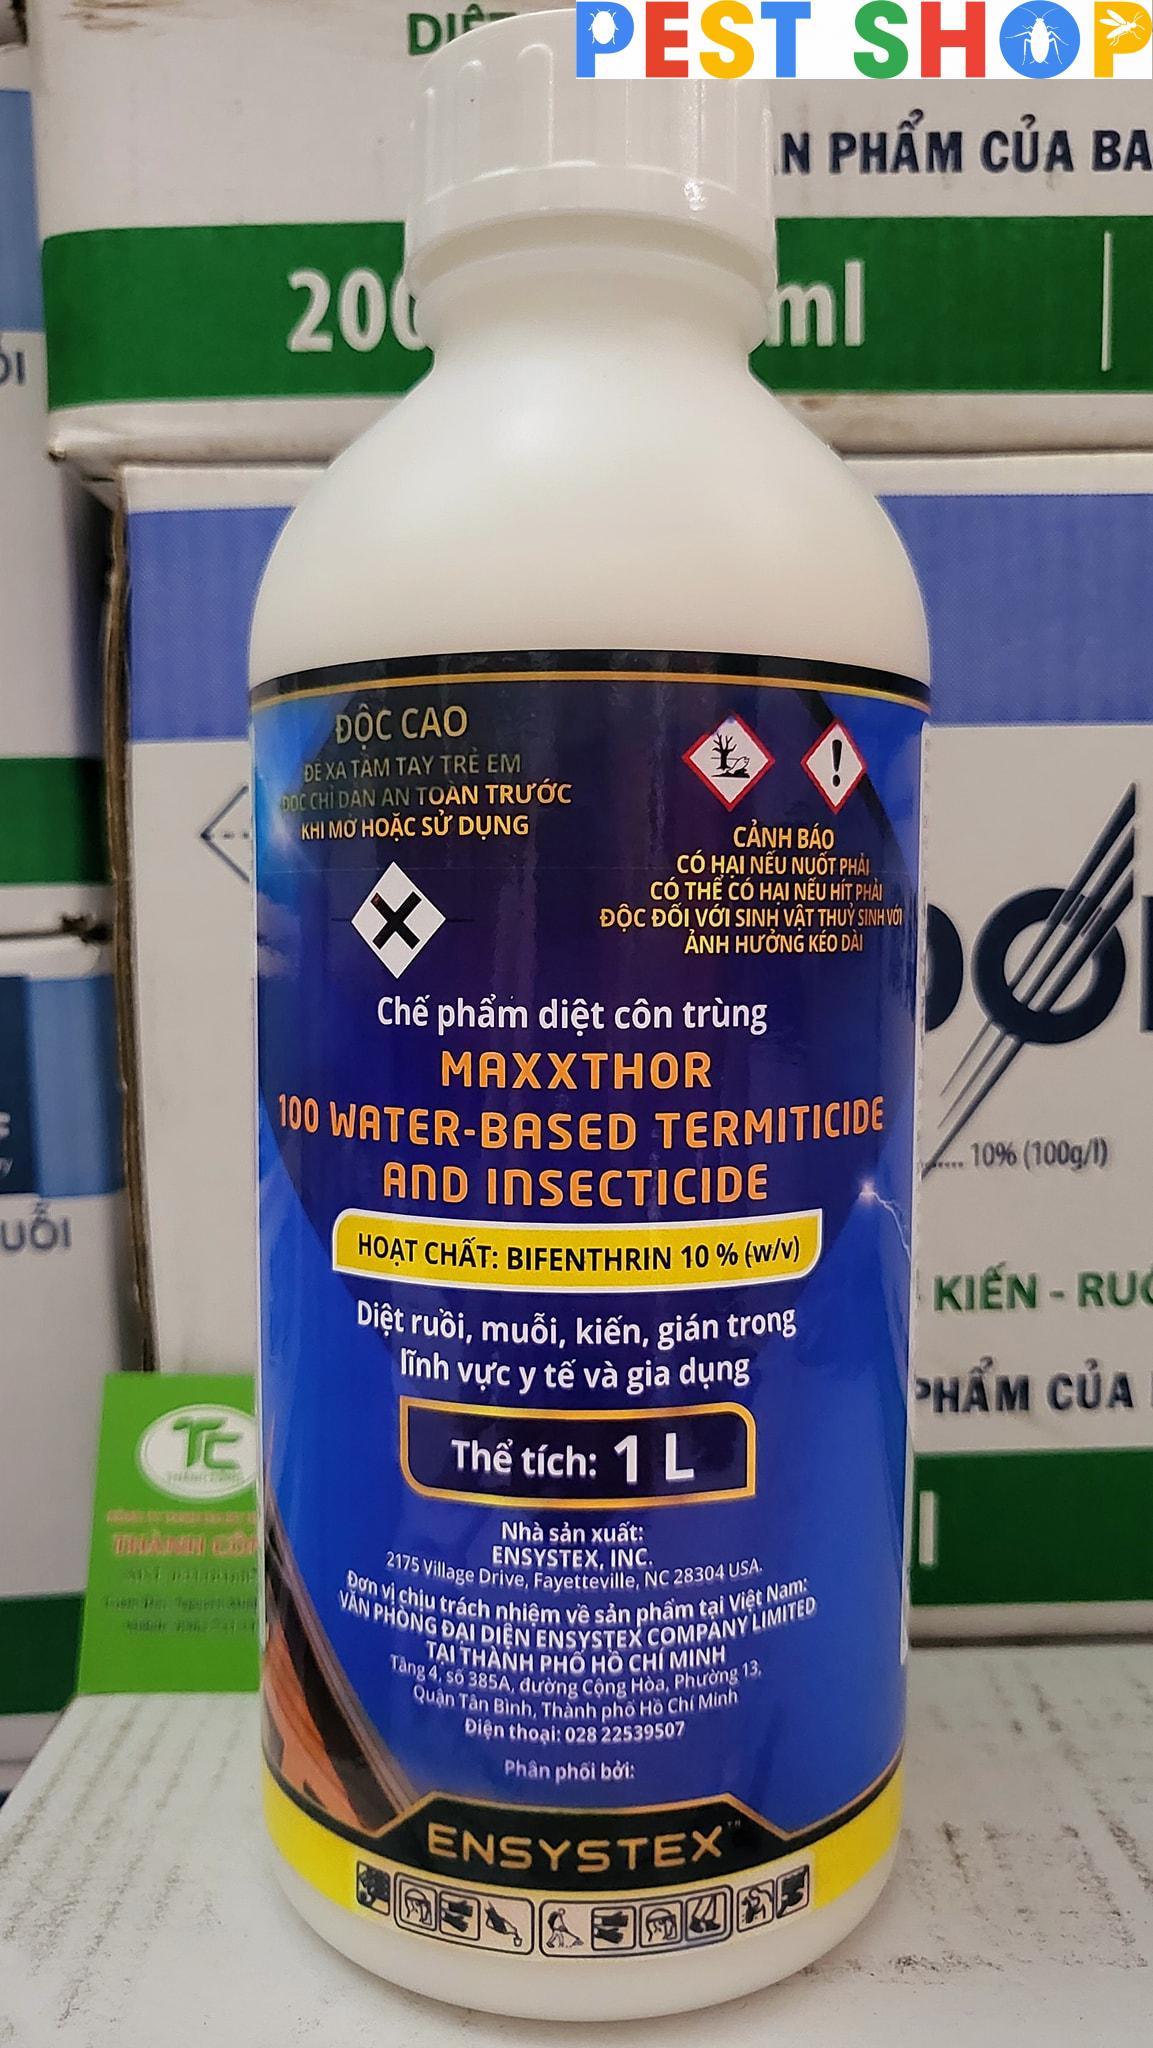 PEST SHOP
N PHẨM CỦA BA
ml
ĐỘC CAO
ĐỂ XA TẦM TAY TRẺ EM
ĐỌC CHỈ DẪN AN TOÀN TRƯỚC
KHI MỞ HOẶC SỬ DỤNG
CẢNH BÁO
CÓ HẠI NẾU NUỐT PHẢI
CÓ THỂ CÓ HẠI NẾU HÍT PHẢI
ĐỘC ĐỐI VỚI SINH VẬT THUỶ SINH VỚI
ẢNH HƯỞNG KÉO DÀI
Chế phẩm diệt côn trùng
MAXXTHOR
100 WATER-BASED TERMITICIDE
AND INSECTICIDE
HOẠT CHẤT: BIFENTHRIN 10 % (w/v)
10% (100g/l)
KIẾN - RUỒ
PHẨM CỦA
Diệt ruồi, muỗi, kiến, gián trong
lĩnh vực y tế và gia dụng
Thể tích: 1 L
Nhà sản xuất:
ENSYSTEX, INC.
2175 Village Drive, Fayetteville, NC 28304 USA.
Đơn vị chịu trách nhiệm về sản phẩm tại Việt Nam:
VĂN PHÒNG ĐẠI DIỆN ENSYSTEX COMPANY LIMITED
TẠI THÀNH PHỐ HỒ CHÍ MINH
Tầng 4, số 385A, đường Cộng Hòa, Phường 13,
Quận Tân Bình, Thành phố Hồ Chí Minh
Điện thoại: 028 22539507
Phân phối bởi:
ENSYSTEX™
TC